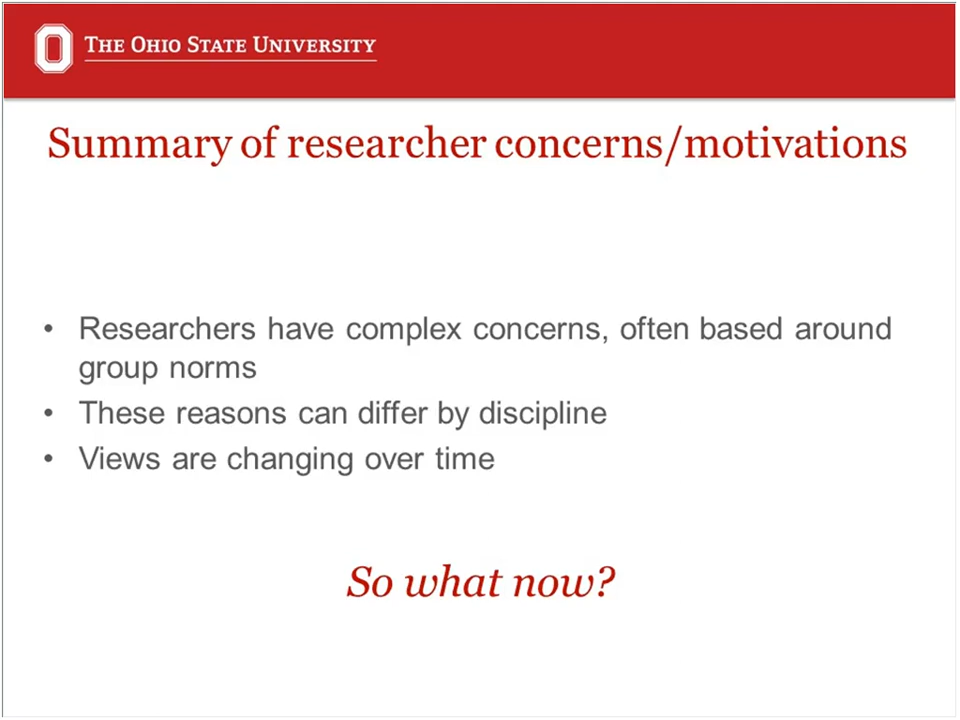 THE OHIO STATE UNIVERSITY
Summary of researcher concerns/motivations
• Researchers have complex concerns, often based around
group norms
• These reasons can differ by discipline
• Views are changing over time
So what now?